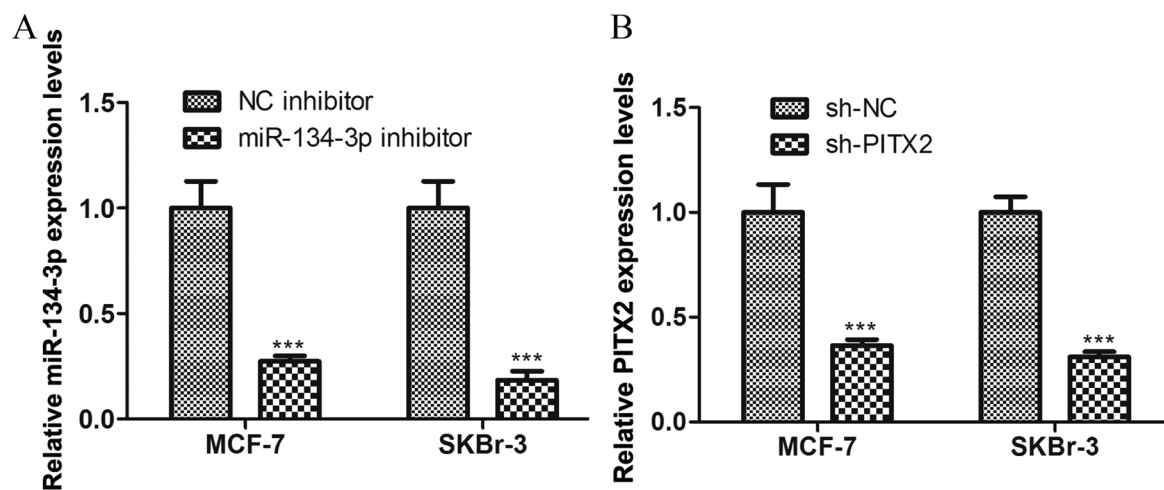 A
Relative miR-134-3p expression levels
NC inhibitor
miR-134-3p inhibitor
1.5
1.0
0.5
0.0
***
***
MCF-7
SKBr-3
B
Relative PITX2 expression levels
sh-NC
sh-PITX2
1.5
1.0
0.5
0.0
***
***
MCF-7
SKBr-3